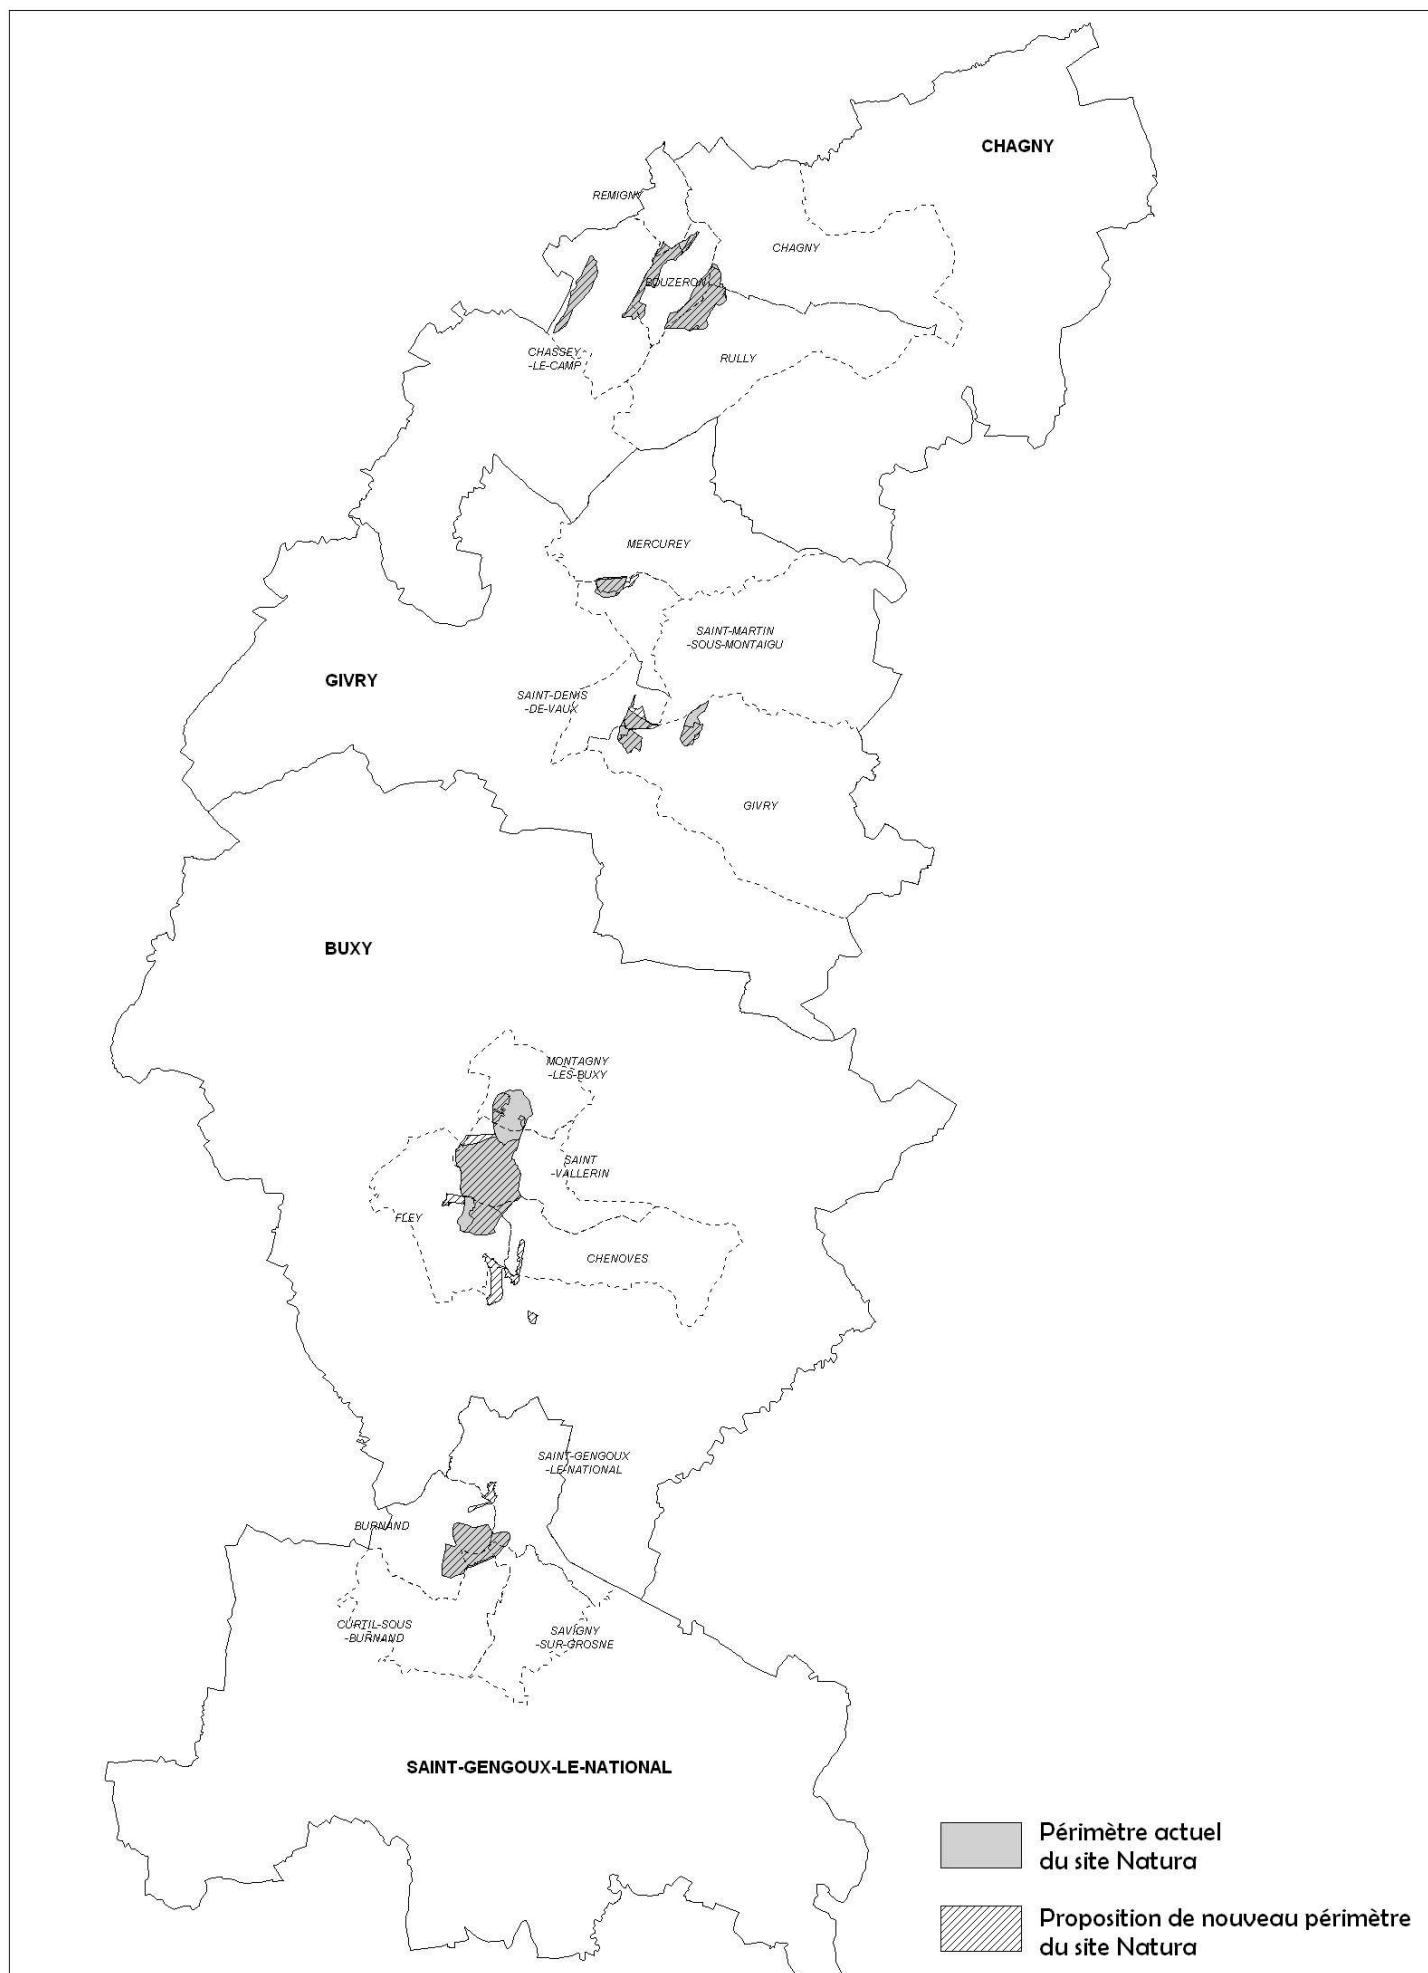 CHAGNY
REMIGNY
CHAGNY
BOUZERON
CHASSEY
-LE-CAMP
RULLY
MERCUREY
SAINT-MARTIN
-SOUS-MONTAIGU
GIVRY
SAINT-DENIS
-DE-VAUX
GIVRY
BUXY
MONTAGNY
-LES-BUXY
SAINT
-VALLERIN
FLEY
CHENOVES
SAINT-GENGOUX
-LE-NATIONAL
BURNAND
CURTIL-SOUS
-BURNAND
SAVIGNY
-SUR-GROSNE
SAINT-GENGOUX-LE-NATIONAL
Périmètre actuel
du site Natura
Proposition de nouveau périmètre
du site Natura